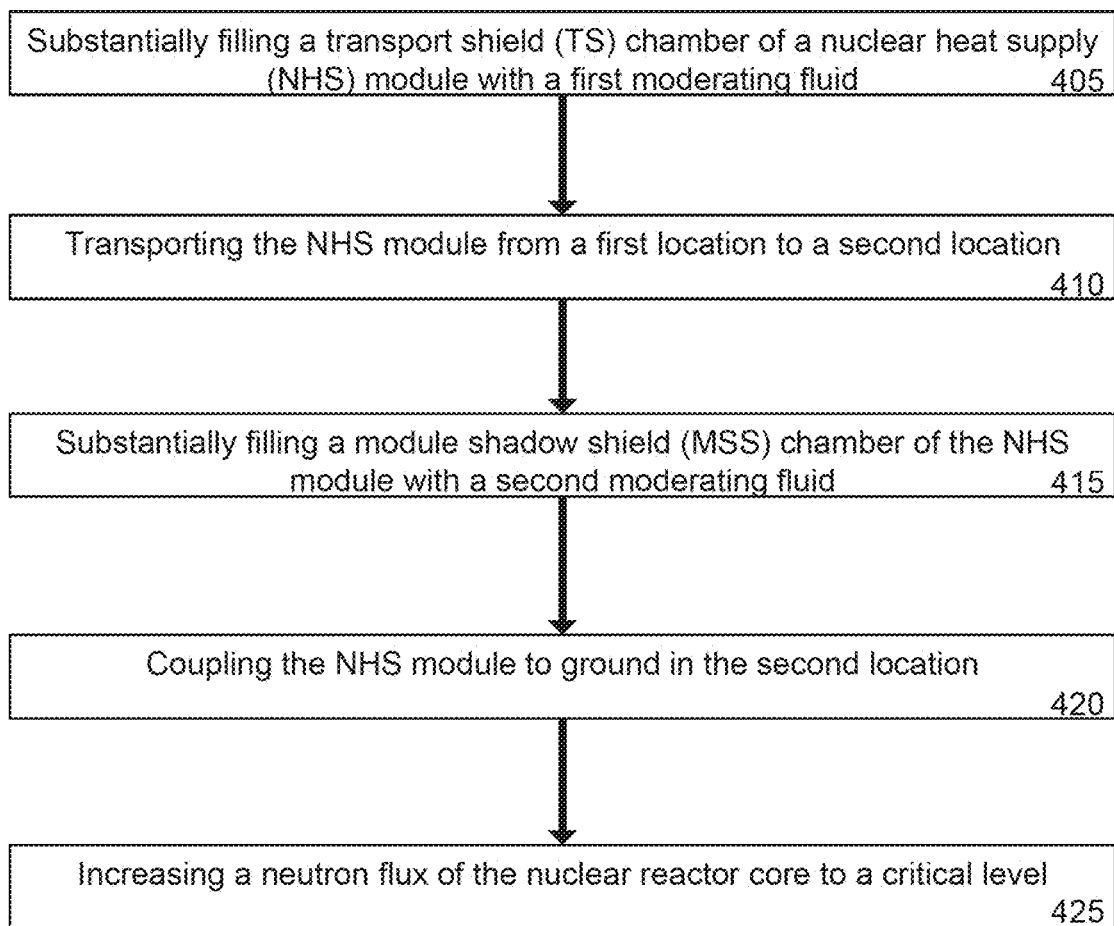 Substantially filling a transport shield (TS) chamber of a nuclear heat supply
(NHS) module with a first moderating fluid
405
Transporting the NHS module from a first location to a second location
410
Substantially filling a module shadow shield (MSS) chamber of the NHS
module with a second moderating fluid
415
Coupling the NHS module to ground in the second location
420
Increasing a neutron flux of the nuclear reactor core to a critical level
425